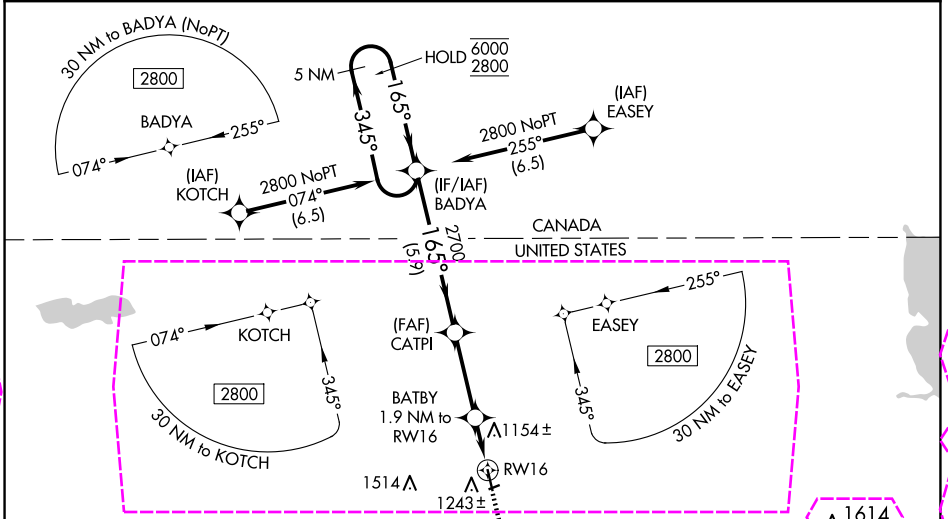 30 NM to BADYA (NoPT)
2800
BADYA
074°
255°
5 NM
HOLD
6000
2800
345°
165°
(IAF)
EASEY
2800 NoPT
255°
(6.5)
(IAF)
KOTCH
2800 NoPT
074°
(6.5)
(IF/IAF)
BADYA
CANADA
UNITED STATES
2700
165°
(5.9)
074°
KOTCH
345°
2800
30 NM to KOTCH
(FAF)
CATPI
EASEY
255°
345°
2800
30 NM to EASEY
BATBY
1.9 NM to
RW16
1154±
RW16
1514
1243±
1614